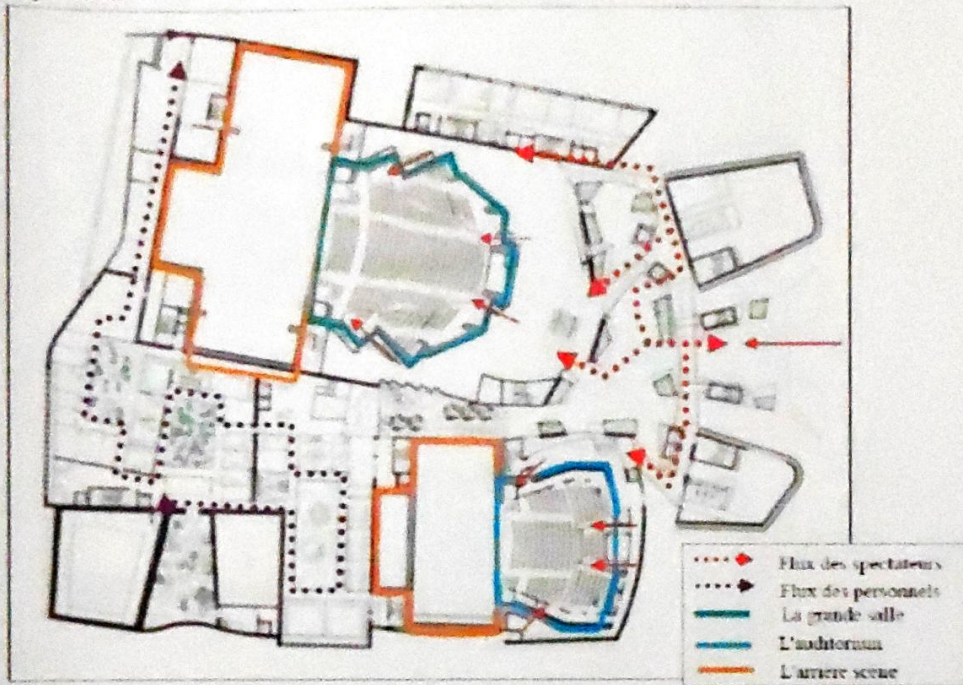 Flux des spectateurs
Flux des personnels
La grande salle
L'auditorium
L'arrière scène